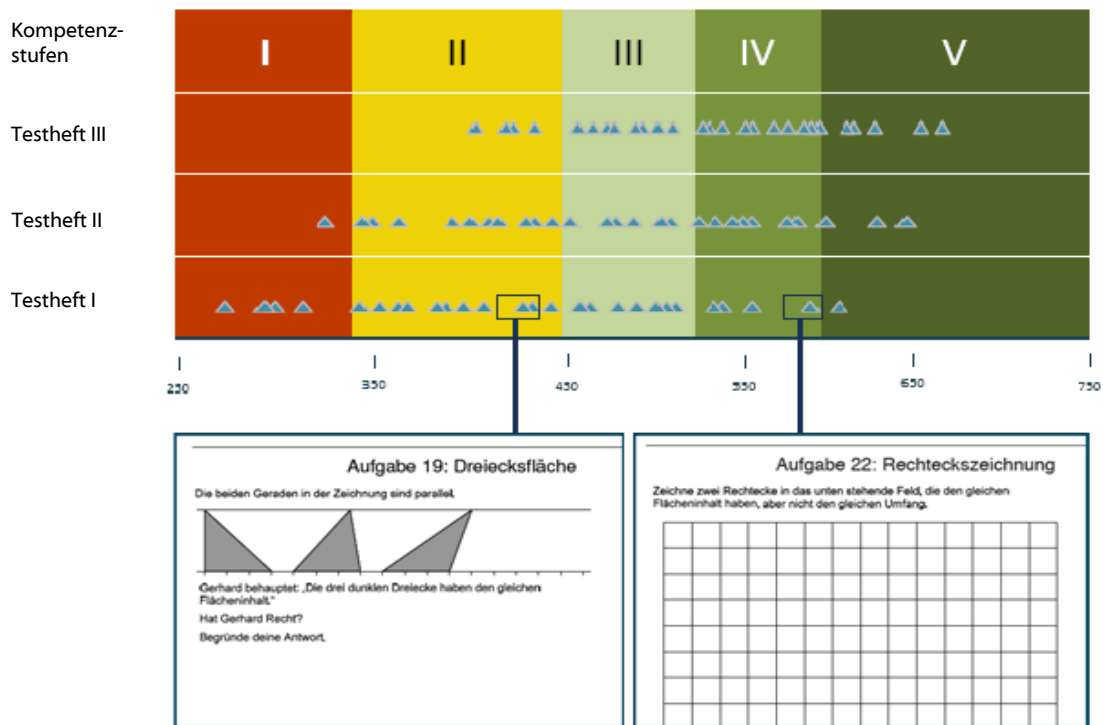 Kompetenz-
stufen
I II III IV V
Testheft III
Testheft II
Testheft I
250 350 450 550 650 750
Aufgabe 19: Dreiecksfläche
Die beiden Geraden in der Zeichnung sind parallel.
Gerhard behauptet: „Die drei dunklen Dreiecke haben den gleichen
Flächeninhalt.“
Hat Gerhard Recht?
Begründe deine Antwort.
Aufgabe 22: Rechteckszeichnung
Zeichne zwei Rechtecke in das unten stehende Feld, die den gleichen
Flächeninhalt haben, aber nicht den gleichen Umfang.